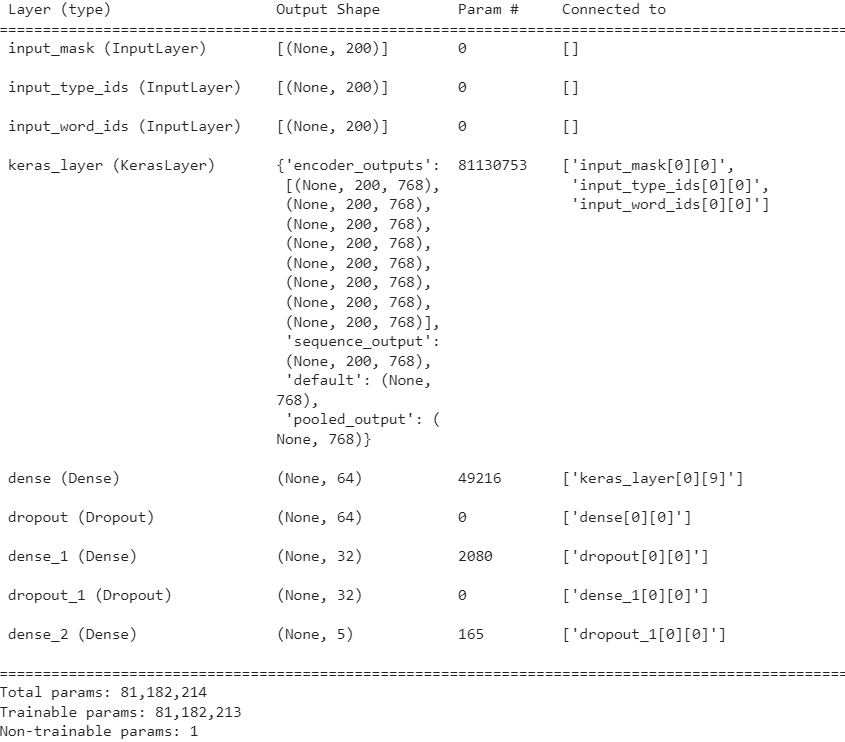 Layer (type) Output Shape Param # Connected to
==================================================================================================
input_mask (InputLayer) [(None, 200)] 0 []
input_type_ids (InputLayer) [(None, 200)] 0 []
input_word_ids (InputLayer) [(None, 200)] 0 []
keras_layer (KerasLayer) {'encoder_outputs': 81130753 ['input_mask[0][0]',
[(None, 200, 768), 'input_type_ids[0][0]',
(None, 200, 768), 'input_word_ids[0][0]']
(None, 200, 768),
(None, 200, 768),
(None, 200, 768),
(None, 200, 768),
(None, 200, 768),
(None, 200, 768)],
'sequence_output':
(None, 200, 768),
'default': (None,
768),
'pooled_output': (
None, 768)}
dense (Dense) (None, 64) 49216 ['keras_layer[0][9]']
dropout (Dropout) (None, 64) 0 ['dense[0][0]']
dense_1 (Dense) (None, 32) 2080 ['dropout[0][0]']
dropout_1 (Dropout) (None, 32) 0 ['dense_1[0][0]']
dense_2 (Dense) (None, 5) 165 ['dropout_1[0][0]']
==================================================================================================
Total params: 81,182,214
Trainable params: 81,182,213
Non-trainable params: 1